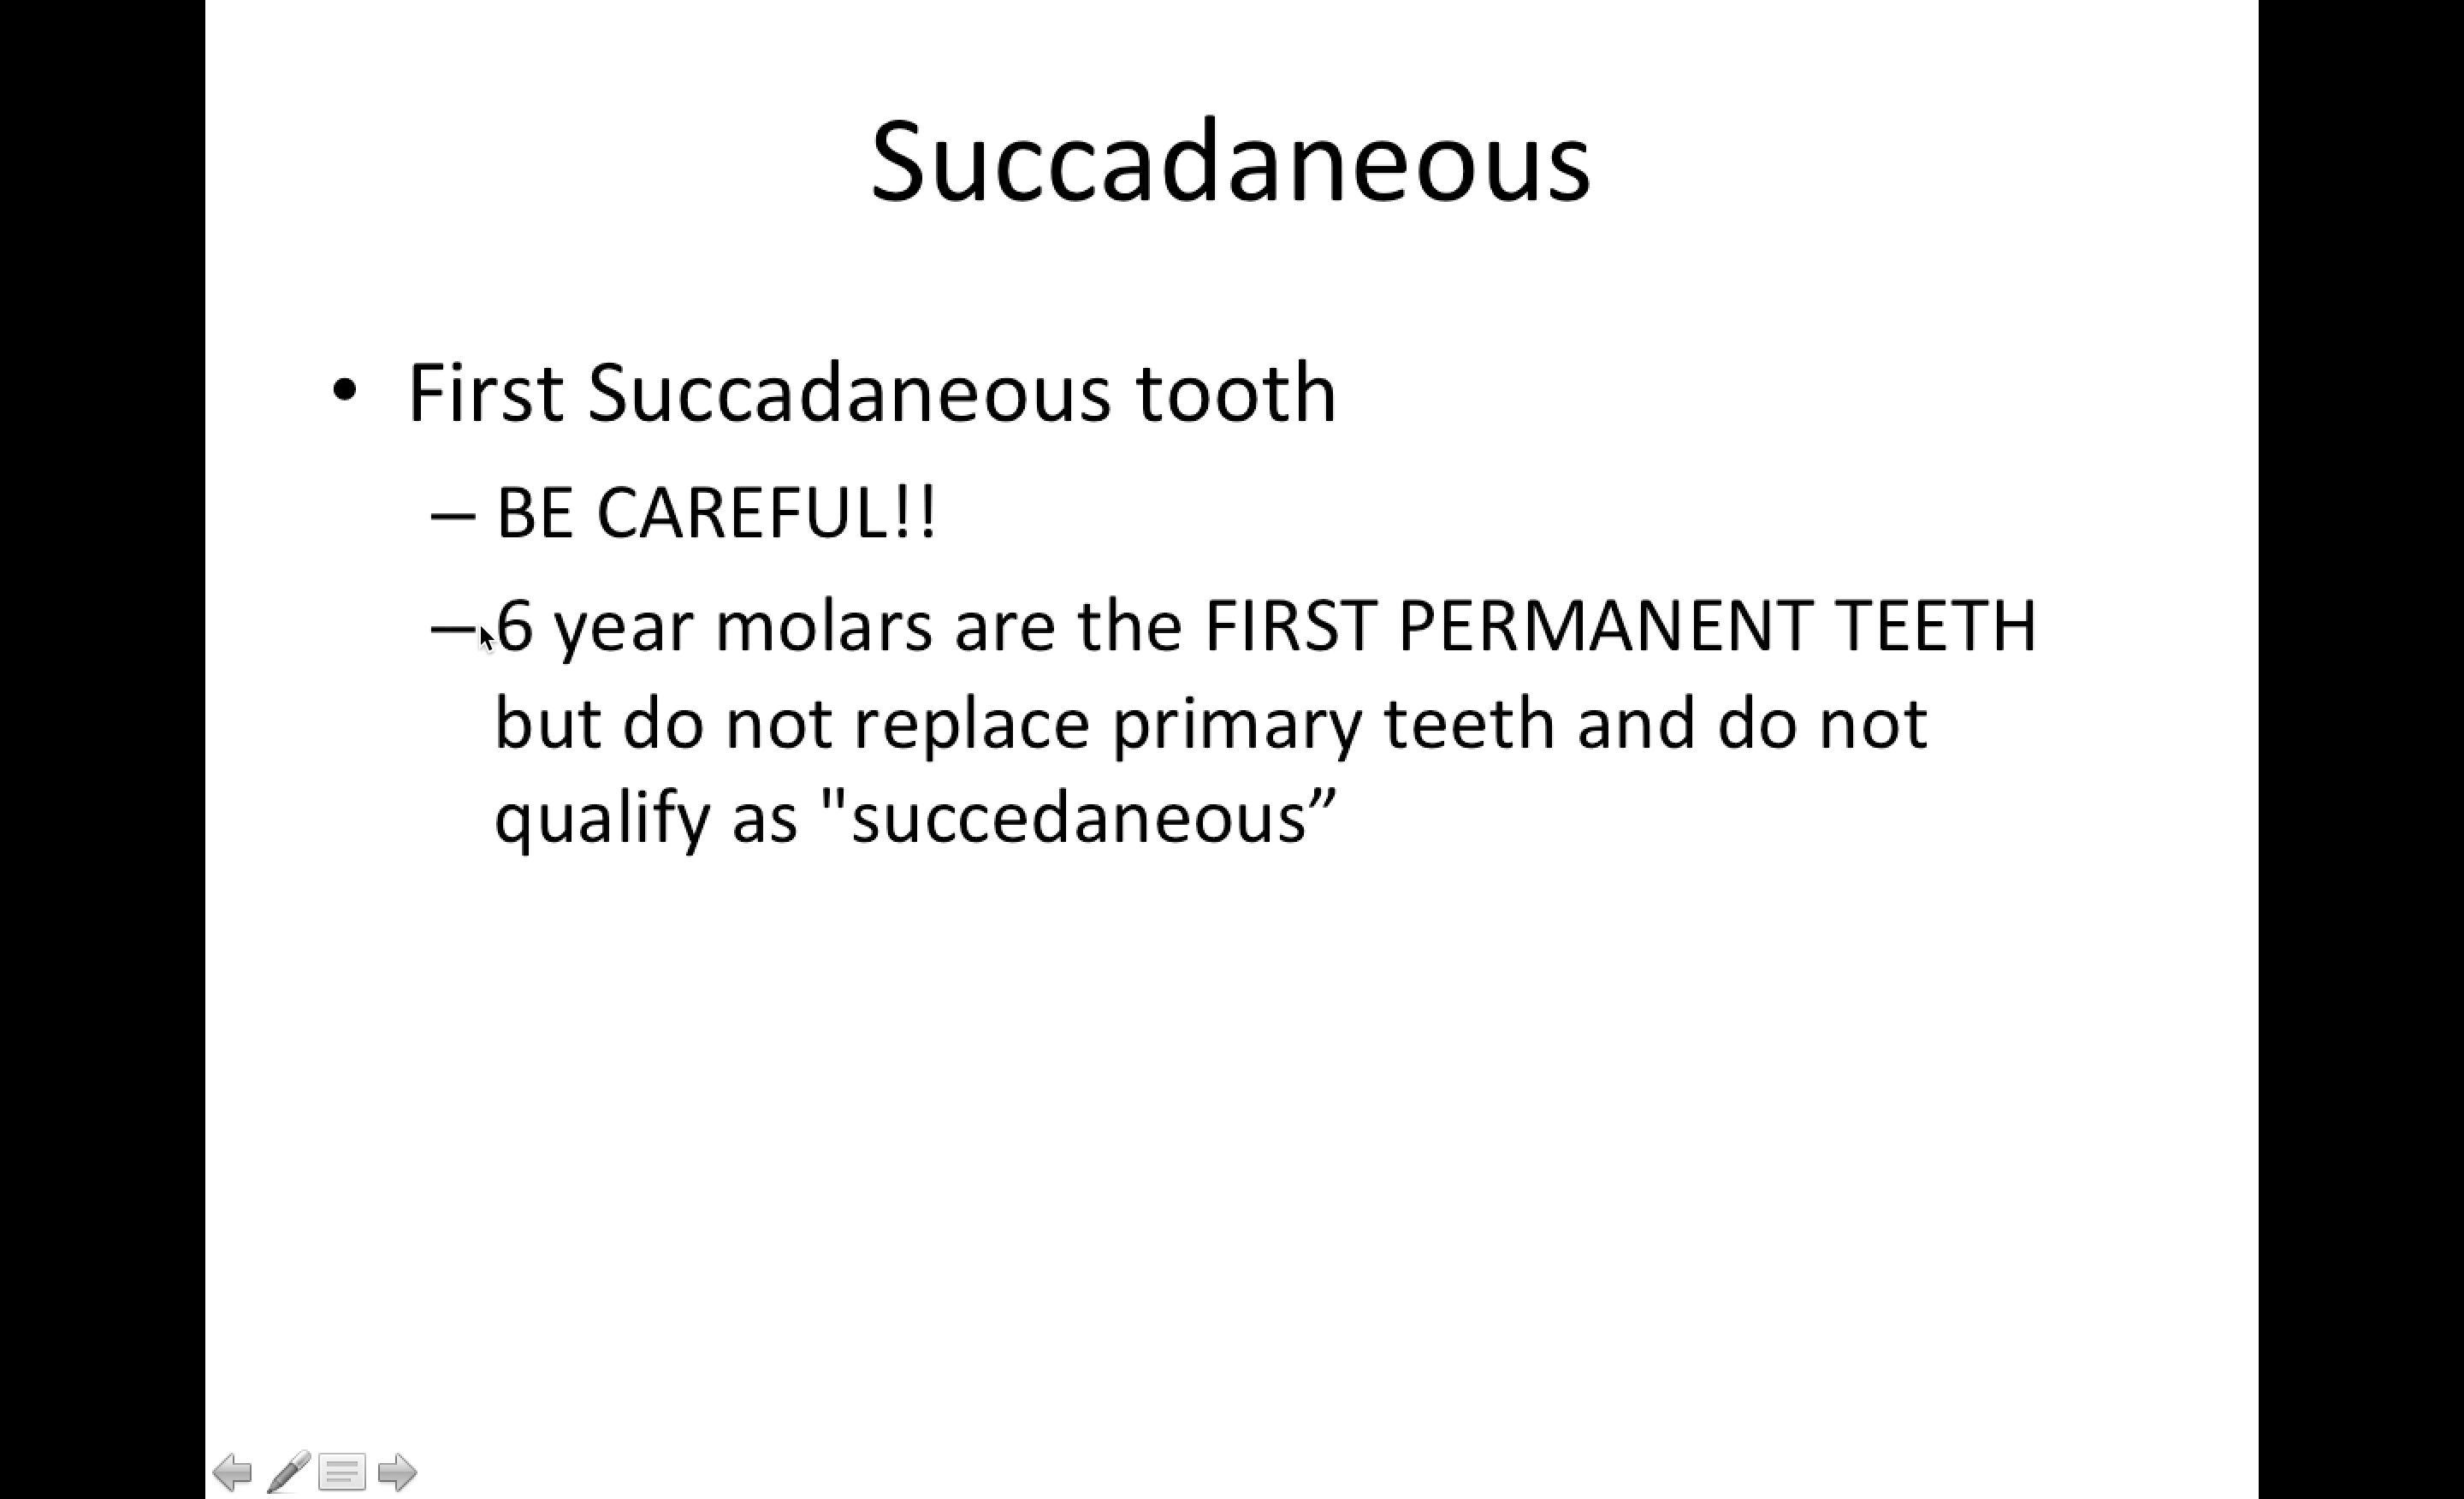 Succadaneous
• First Succadaneous tooth
– BE CAREFUL!!
– 6 year molars are the FIRST PERMANENT TEETH
but do not replace primary teeth and do not
qualify as "succedaneous”